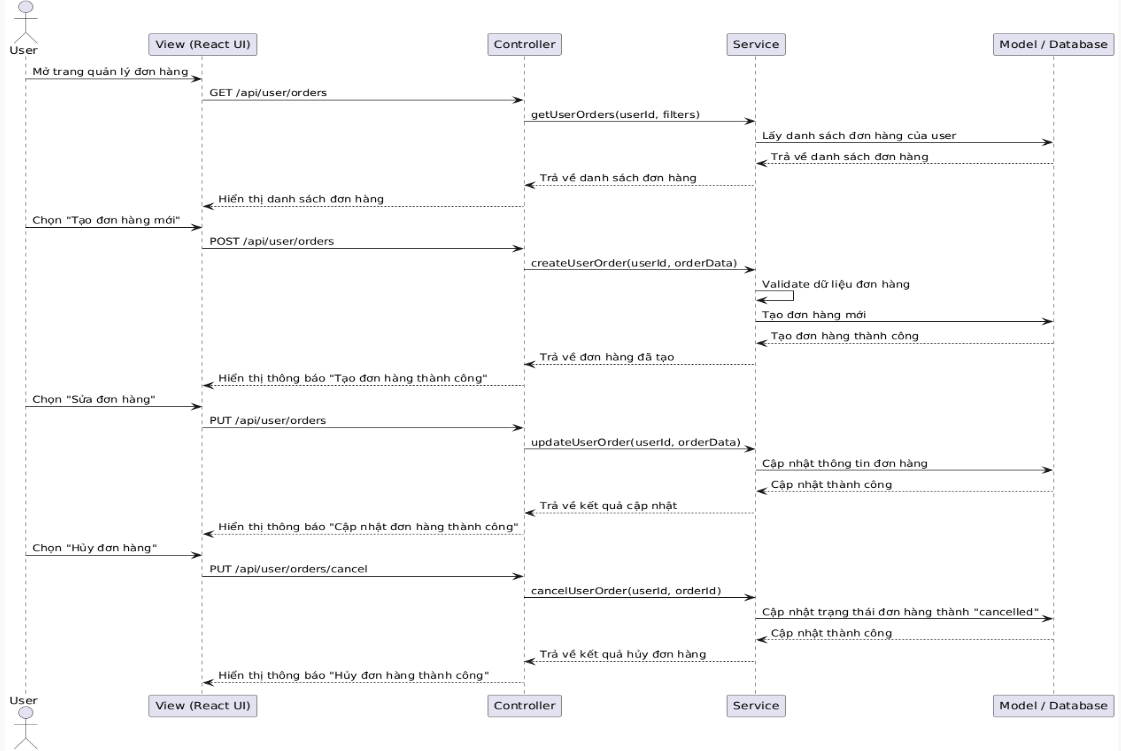 User
View (React UI)
Controller
Service
Model / Database
Mở trang quản lý đơn hàng
GET /api/user/orders
getUserOrders(userId, filters)
Lấy danh sách đơn hàng của user
Trả về danh sách đơn hàng
Trả về danh sách đơn hàng
Hiển thị danh sách đơn hàng
Chọn "Tạo đơn hàng mới"
POST /api/user/orders
createUserOrder(userId, orderData)
Validate dữ liệu đơn hàng
Tạo đơn hàng mới
Tạo đơn hàng thành công
Trả về đơn hàng đã tạo
Hiển thị thông báo "Tạo đơn hàng thành công"
Chọn "Sửa đơn hàng"
PUT /api/user/orders
updateUserOrder(userId, orderData)
Cập nhật thông tin đơn hàng
Cập nhật thành công
Trả về kết quả cập nhật
Hiển thị thông báo "Cập nhật đơn hàng thành công"
Chọn "Hủy đơn hàng"
PUT /api/user/orders/cancel
cancelUserOrder(userId, orderId)
Cập nhật trạng thái đơn hàng thành "cancelled"
Cập nhật thành công
Trả về kết quả hủy đơn hàng
Hiển thị thông báo "Hủy đơn hàng thành công"
User
View (React UI)
Controller
Service
Model / Database